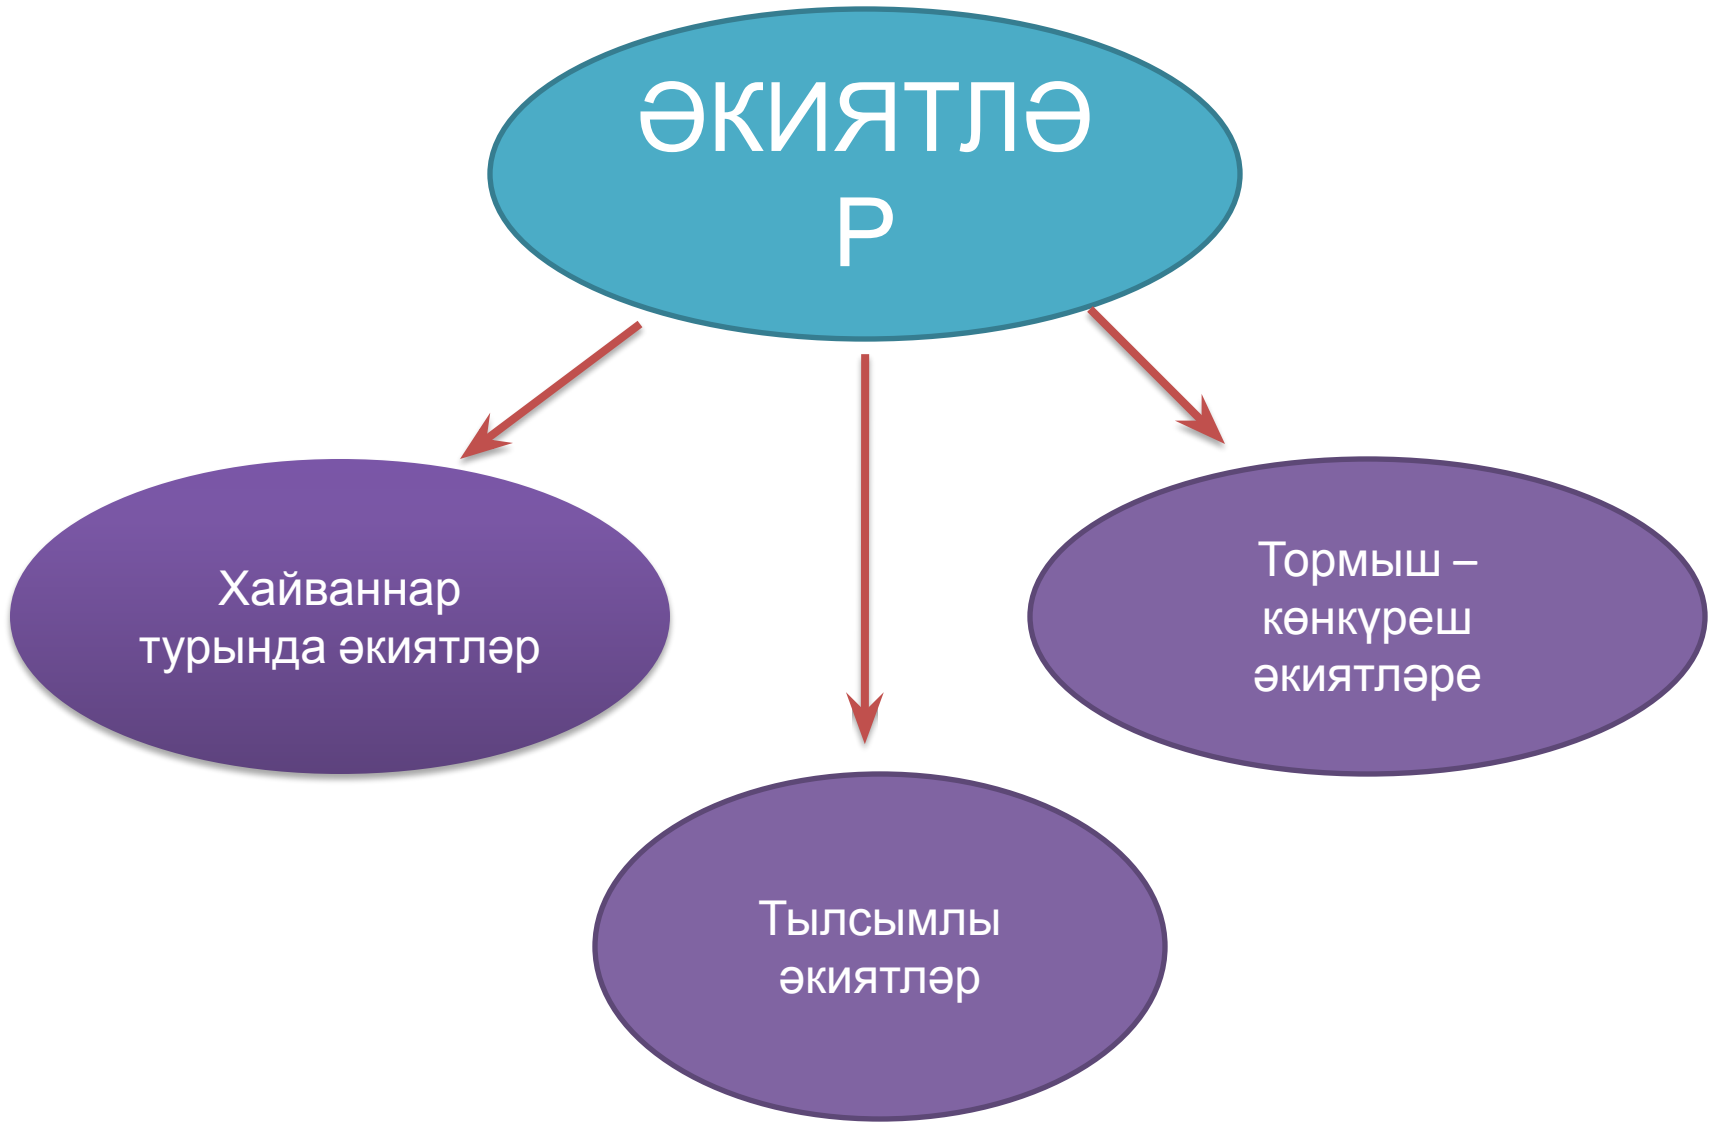 ӘКИЯТЛӘ
Р
Хайваннар
турында әкиятләр
Тормыш –
көнкүреш
әкиятләре
Тылсымлы
әкиятләр